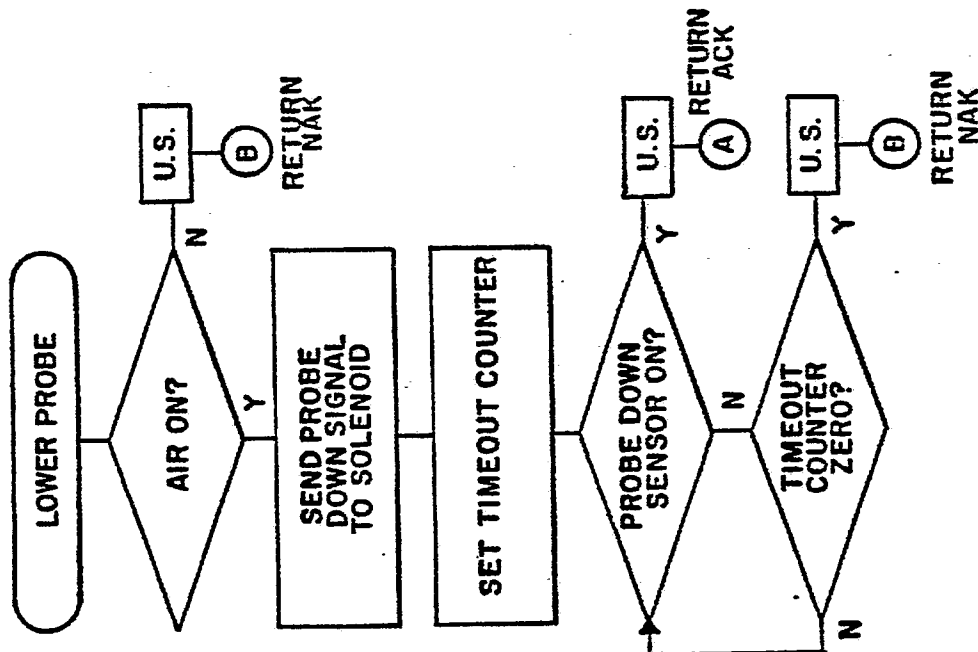 LOWER PROBE
AIR ON?
N
U.S.
B
RETURN
NAK
Y
SEND PROBE
DOWN SIGNAL
TO SOLENOID
SET TIMEOUT COUNTER
PROBE DOWN
SENSOR ON?
Y
U.S.
A
RETURN
ACK
N
TIMEOUT
COUNTER
ZERO?
Y
U.S.
B
RETURN
NAK
N